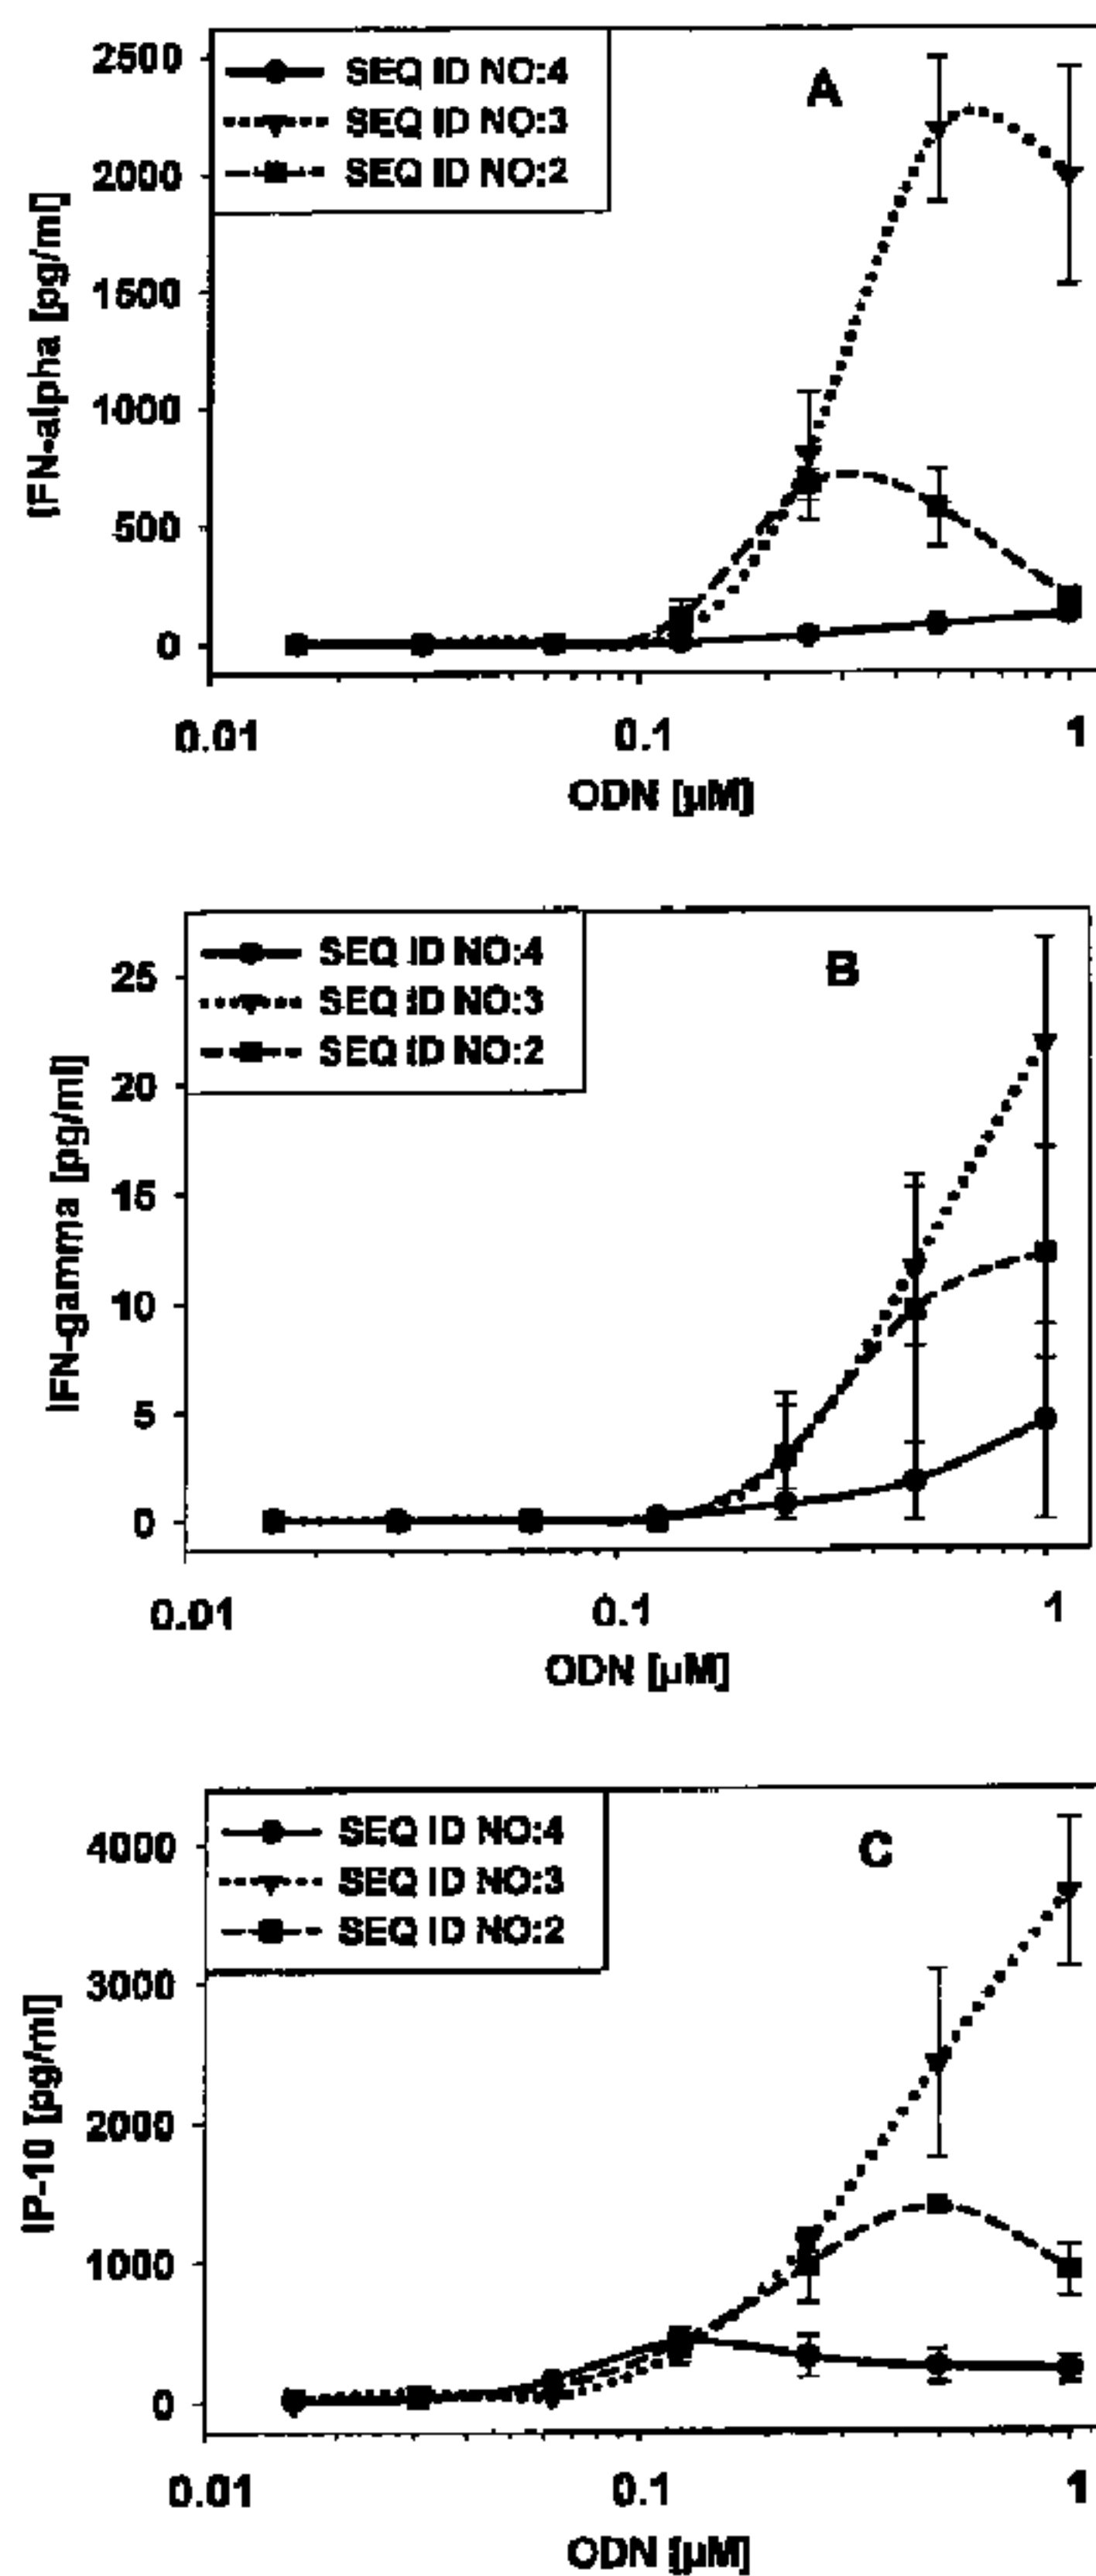 A
SEQ ID NO:4
SEQ ID NO:3
SEQ ID NO:2
IFN-alpha [pg/ml]
2500
2000
1500
1000
500
0
0.01 0.1 1
ODN [µM]
B
SEQ ID NO:4
SEQ ID NO:3
SEQ ID NO:2
IFN-gamma [pg/ml]
25
20
15
10
5
0
0.01 0.1 1
ODN [µM]
C
SEQ ID NO:4
SEQ ID NO:3
SEQ ID NO:2
IP-10 [pg/ml]
4000
3000
2000
1000
0
0.01 0.1 1
ODN [µM]